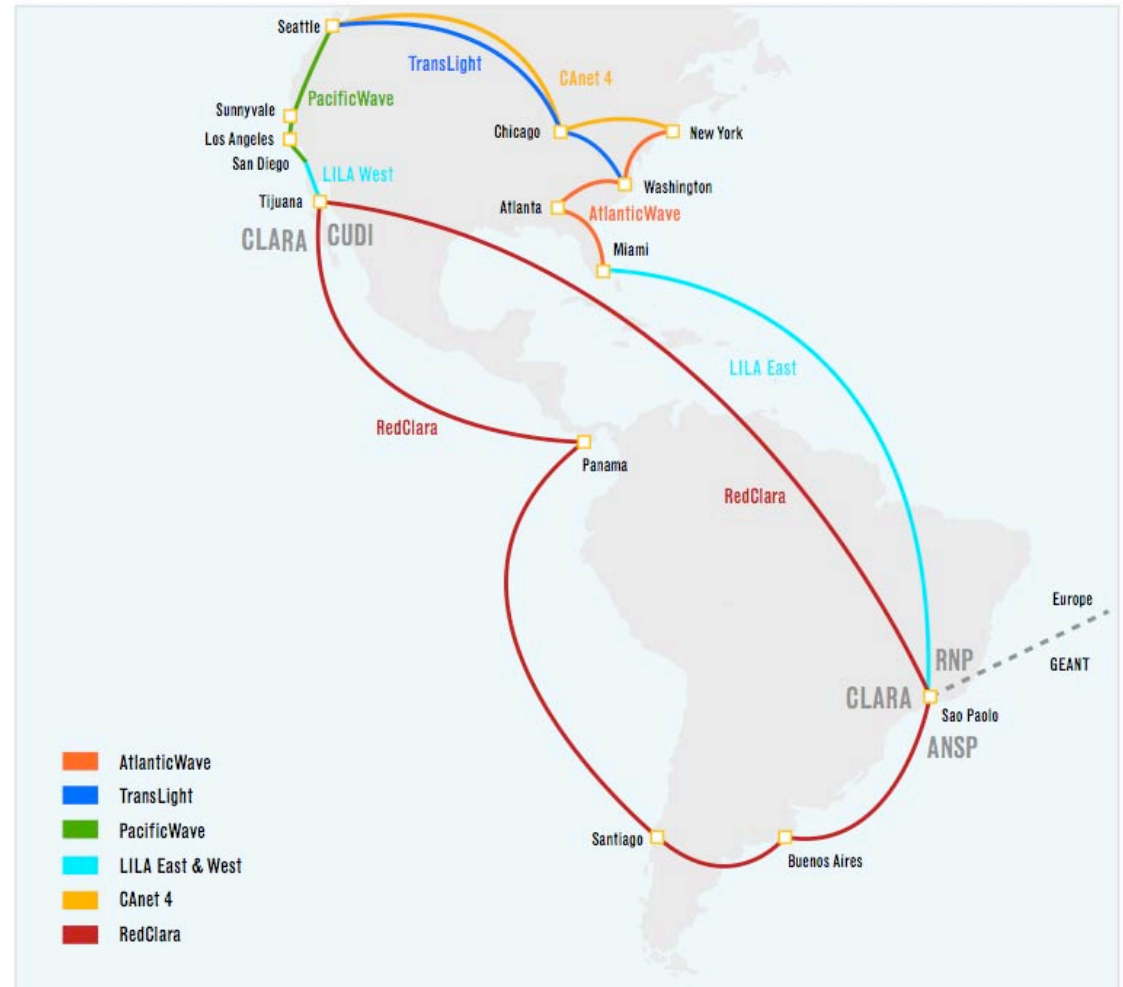 Seattle
TransLight
CAnet 4
PacificWave
Sunnyvale
Los Angeles
San Diego
Chicago
New York
LILA West
Washington
Tijuana
Atlanta
AtlanticWave
CLARA
CUDI
Miami
LILA East
RedClara
Panama
RedClara
Europe
RNP
GEANT
CLARA
Sao Paolo
ANSP
Santiago
Buenos Aires
AtlanticWave
TransLight
PacificWave
LILA East & West
CAnet 4
RedClara